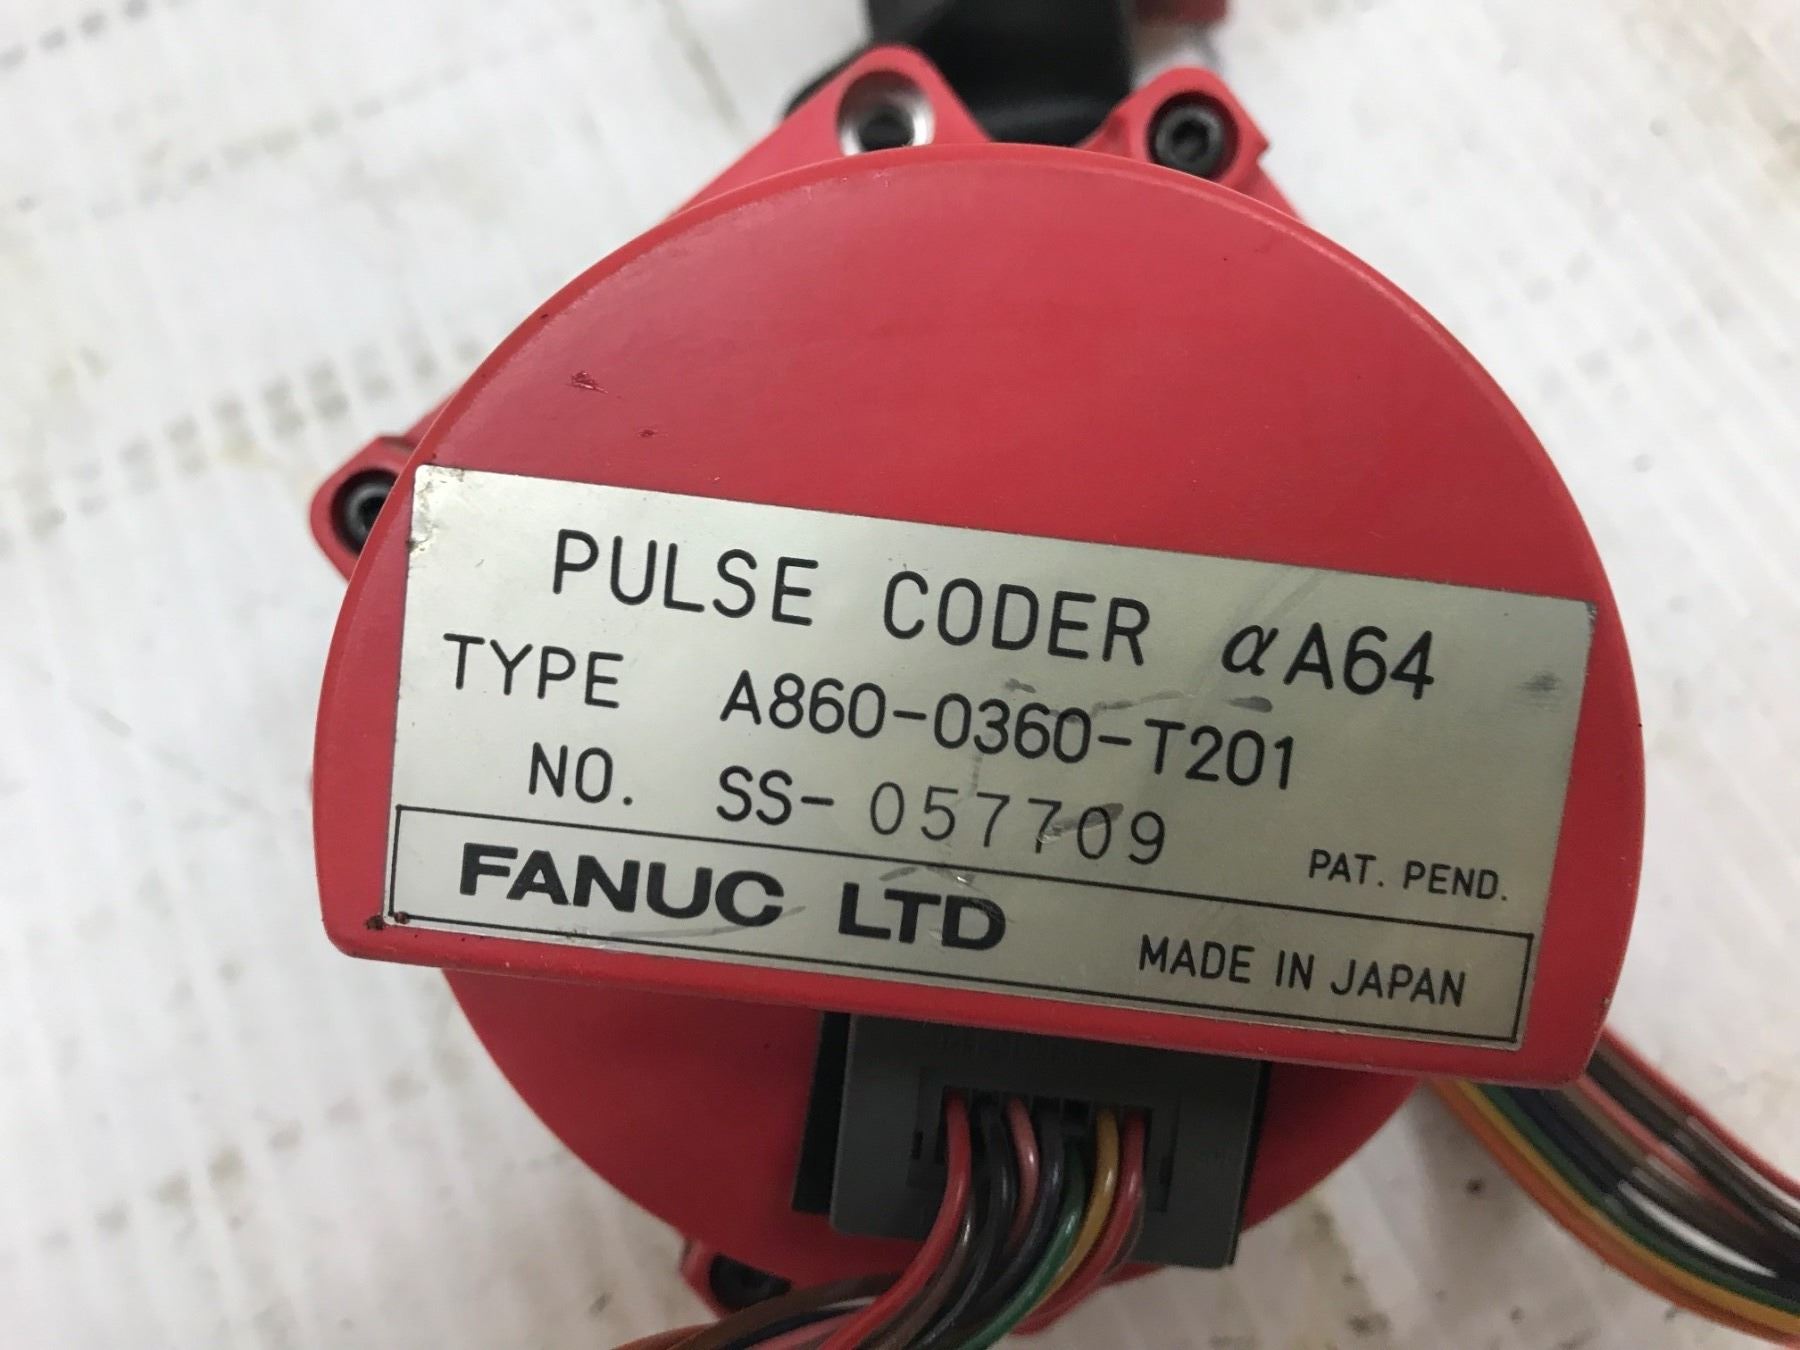 PULSE CODER αA64
TYPE A860-0360-T201
NO. SS-057709
PAT. PEND.
FANUC LTD MADE IN JAPAN